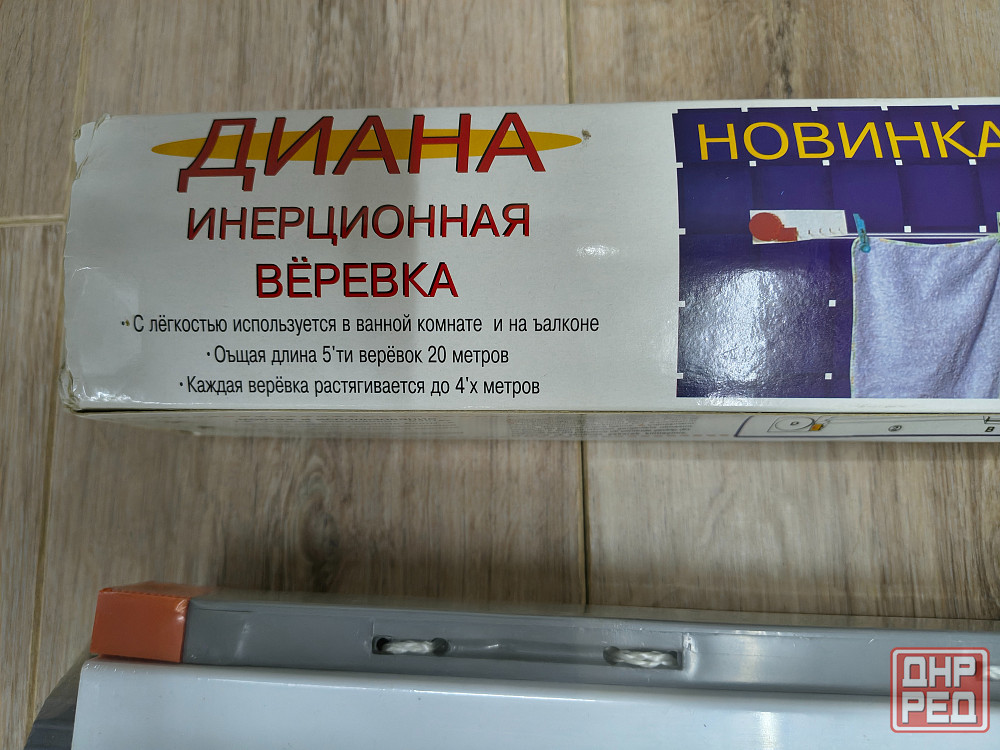 ДИАНА
ИНЕРЦИОННАЯ
ВЁРЕВКА
• С лёгкостью используется в ванной комнате и на ъалконе
• Оъщая длина 5'ти верёвок 20 метров
• Каждая верёвка растягивается до 4'х метров
НОВИНКА
ДНР
РЕД